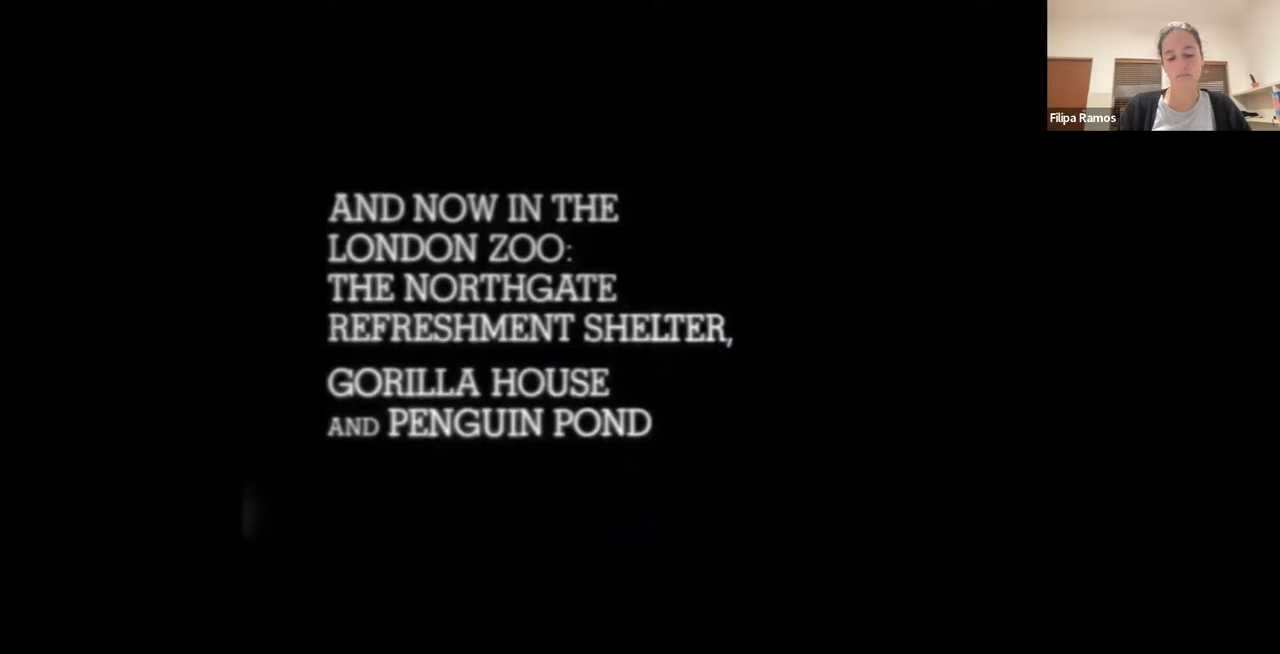 Filipa Ramos
AND NOW IN THE
LONDON ZOO:
THE NORTHGATE
REFRESHMENT SHELTER,
GORILLA HOUSE
AND PENGUIN POND